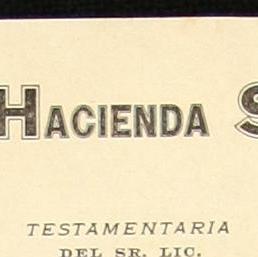 HACIENDA S
TESTAMENTARIA
DEL SR. LIC.